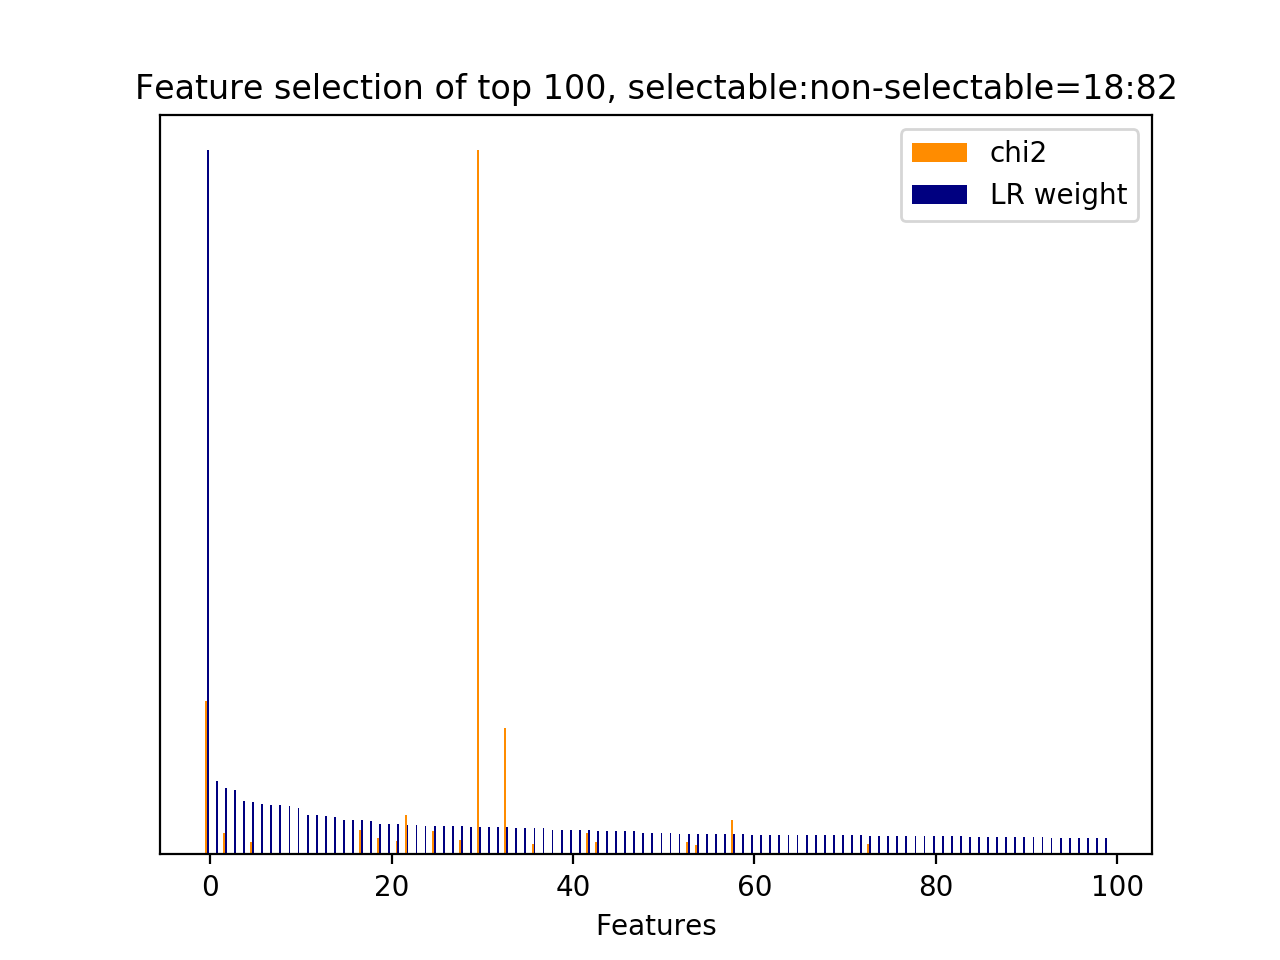 Feature selection of top 100, selectable:non-selectable=18:82
chi2
LR weight
0 20 40 60 80 100
Features